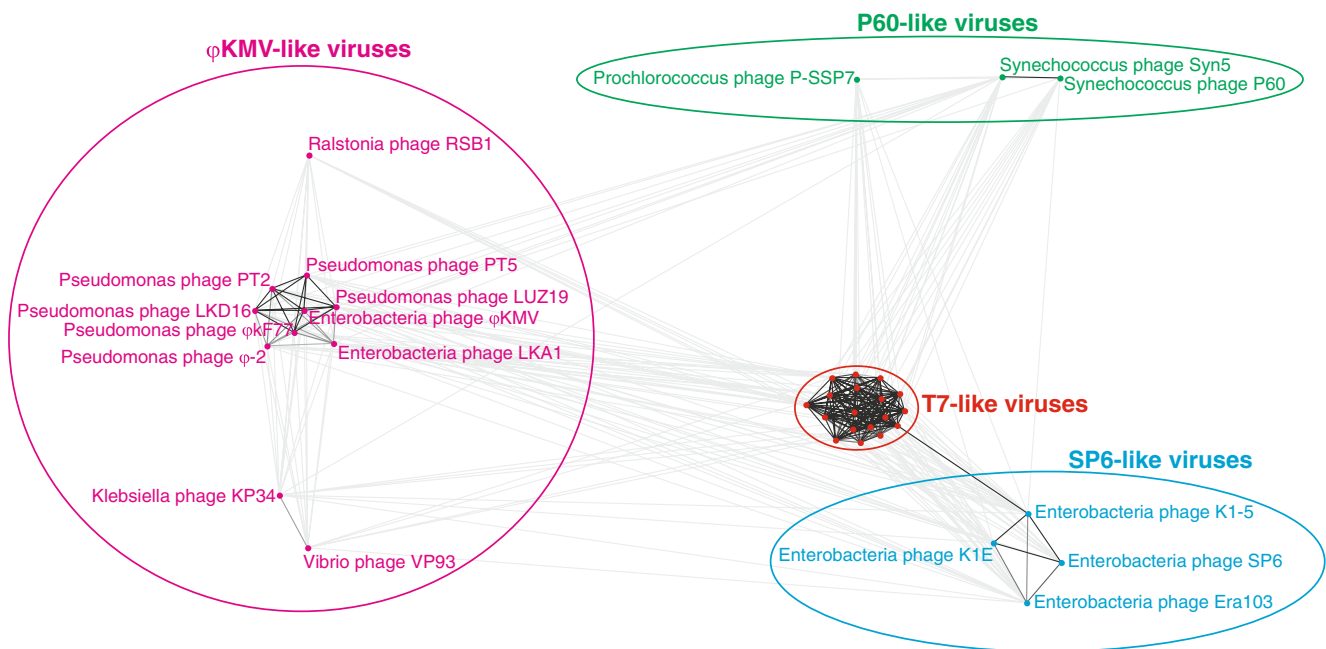 P60-like viruses
φKMV-like viruses
Synechococcus phage Syn5
Prochlorococcus phage P-SSP7
Synechococcus phage P60
Ralstonia phage RSB1
Pseudomonas phage PT5
Pseudomonas phage PT2
Pseudomonas phage LUZ19
Pseudomonas phage LKD16
Enterobacteria phage φKMV
Pseudomonas phage φkF77
Enterobacteria phage LKA1
Pseudomonas phage φ-2
T7-like viruses
SP6-like viruses
Klebsiella phage KP34
Enterobacteria phage K1-5
Vibrio phage VP93
Enterobacteria phage K1E
Enterobacteria phage SP6
Enterobacteria phage Era103